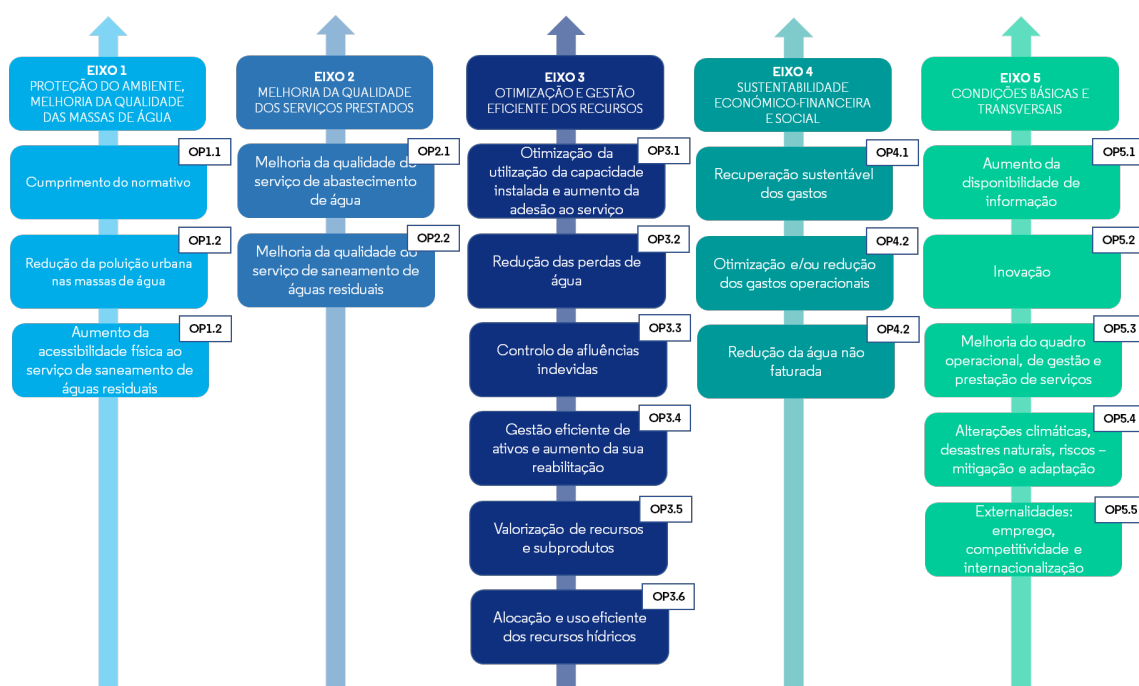 EIXO 1
PROTEÇÃO DO AMBIENTE,
MELHORIA DA QUALIDADE
DAS MASSAS DE ÁGUA
OP1.1
Cumprimento do normativo
OP1.2
Redução da poluição urbana
nas massas de água
OP1.2
Aumento da
acessibilidade física ao
serviço de saneamento de
águas residuais
EIXO 2
MELHORIA DA QUALIDADE
DOS SERVIÇOS PRESTADOS
OP2.1
Melhoria da qualidade do
serviço de abastecimento
de água
OP2.2
Melhoria da qualidade do
serviço de saneamento de
águas residuais
EIXO 3
OTIMIZAÇÃO E GESTÃO
EFICIENTE DOS RECURSOS
OP3.1
Otimização da
utilização da capacidade
instalada e aumento da
adesão ao serviço
OP3.2
Redução das perdas de
água
OP3.3
Controlo de afluências
indevidas
OP3.4
Gestão eficiente de
ativos e aumento da sua
reabilitação
OP3.5
Valorização de recursos
e subprodutos
OP3.6
Alocação e uso eficiente
dos recursos hídricos
EIXO 4
SUSTENTABILIDADE
ECONÓMICO-FINANCEIRA
E SOCIAL
OP4.1
Recuperação sustentável
dos gastos
OP4.2
Otimização e/ou redução
dos gastos operacionais
OP4.2
Redução da água não
faturada
EIXO 5
CONDIÇÕES BÁSICAS E
TRANSVERSAIS
OP5.1
Aumento da
disponibilidade de
informação
OP5.2
Inovação
OP5.3
Melhoria do quadro
operacional, de gestão e
prestação de serviços
OP5.4
Alterações climáticas,
desastres naturais, riscos –
mitigação e adaptação
OP5.5
Externalidades:
emprego,
competitividade e
internacionalização